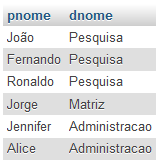 pnome dnome
João Pesquisa
Fernando Pesquisa
Ronaldo Pesquisa
Jorge Matriz
Jennifer Administracao
Alice Administracao